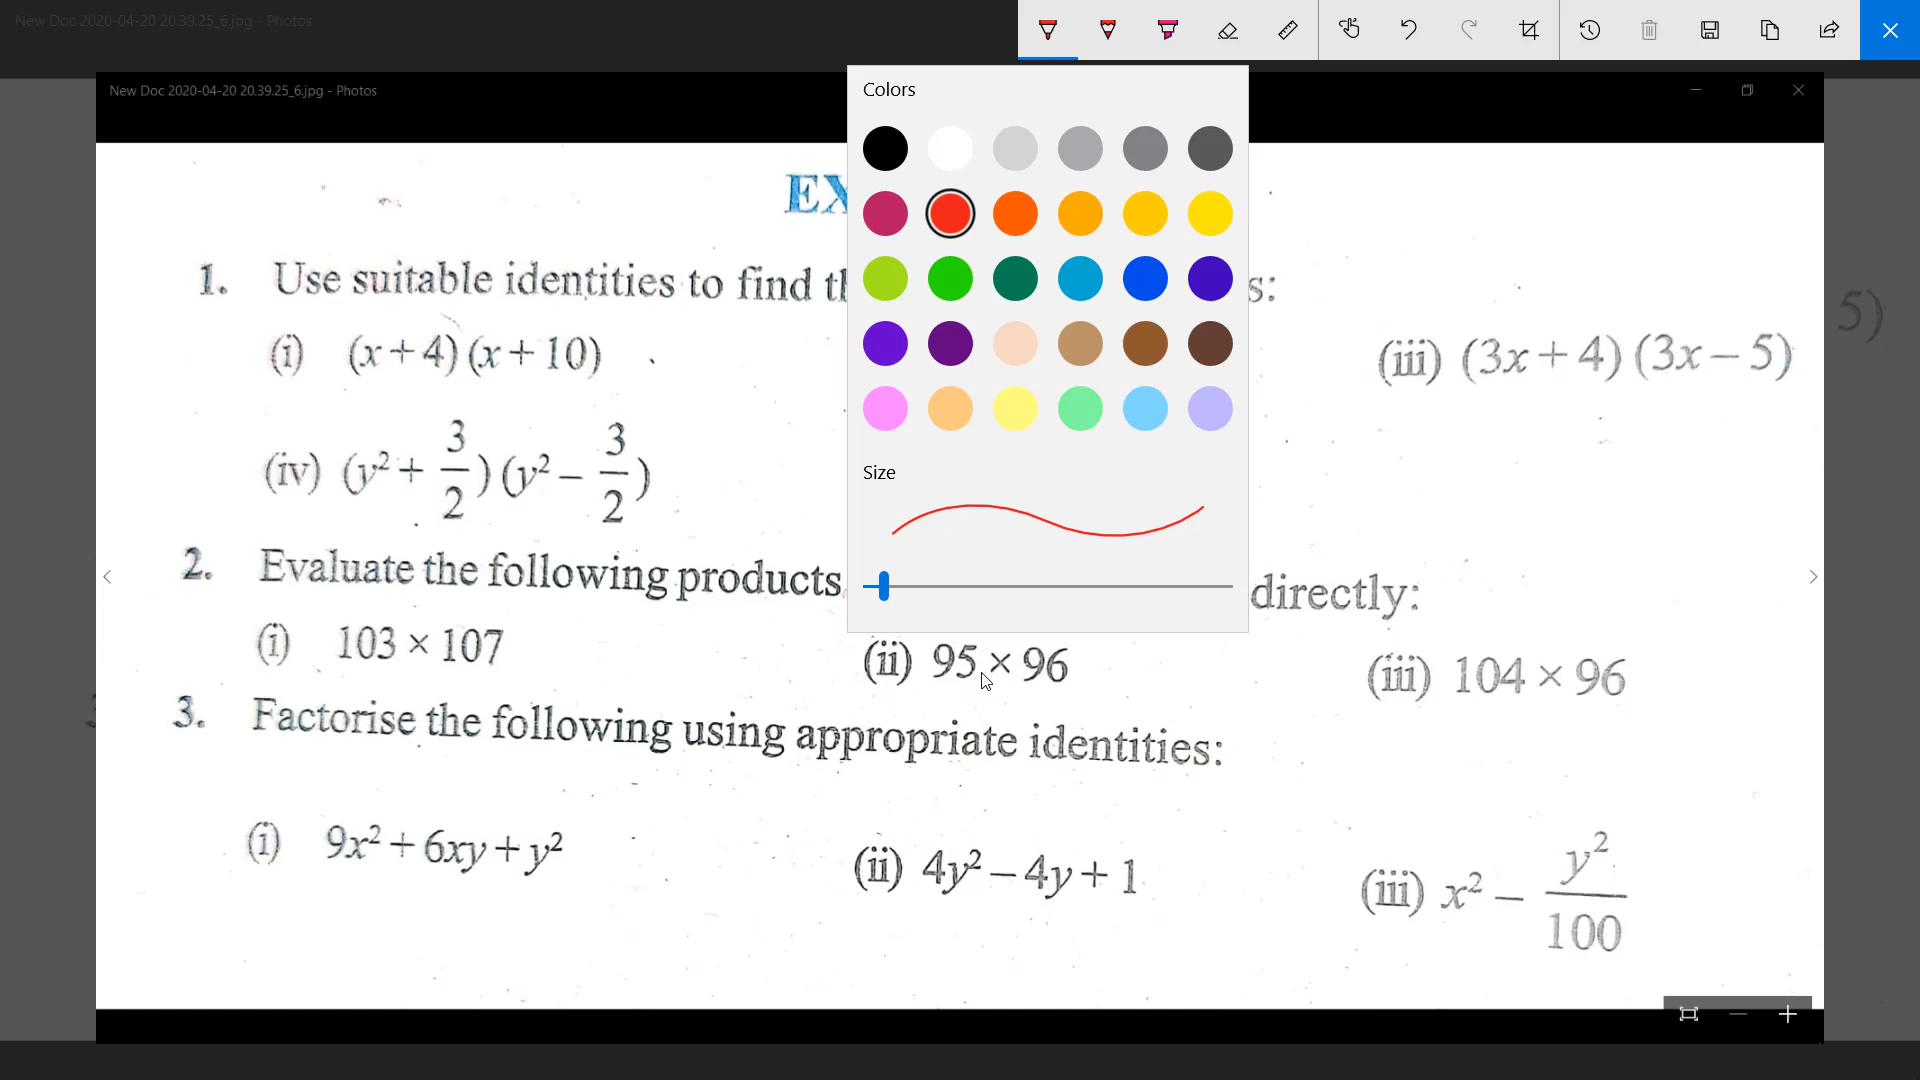 New Doc 2020-04-20 20.39.25_6.jpg - Photos
New Doc 2020-04-20 20.39.25_6.jpg - Photos
Colors
Size
EX
1. Use suitable identities to find th s:
(i) (x + 4) (x + 10)
(iii) (3x + 4) (3x – 5)
5)
(iv) (y² + 3/2) (y² – 3/2)
2. Evaluate the following products directly:
(i) 103 × 107 (ii) 95 × 96 (iii) 104 × 96
3. Factorise the following using appropriate identities:
(i) 9x² + 6xy + y² (ii) 4y² – 4y + 1 (iii) x² – y²/100